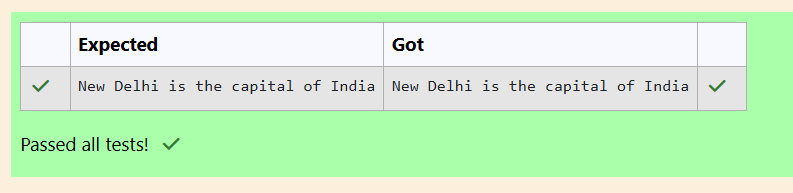 Expected Got
New Delhi is the capital of India New Delhi is the capital of India
Passed all tests!